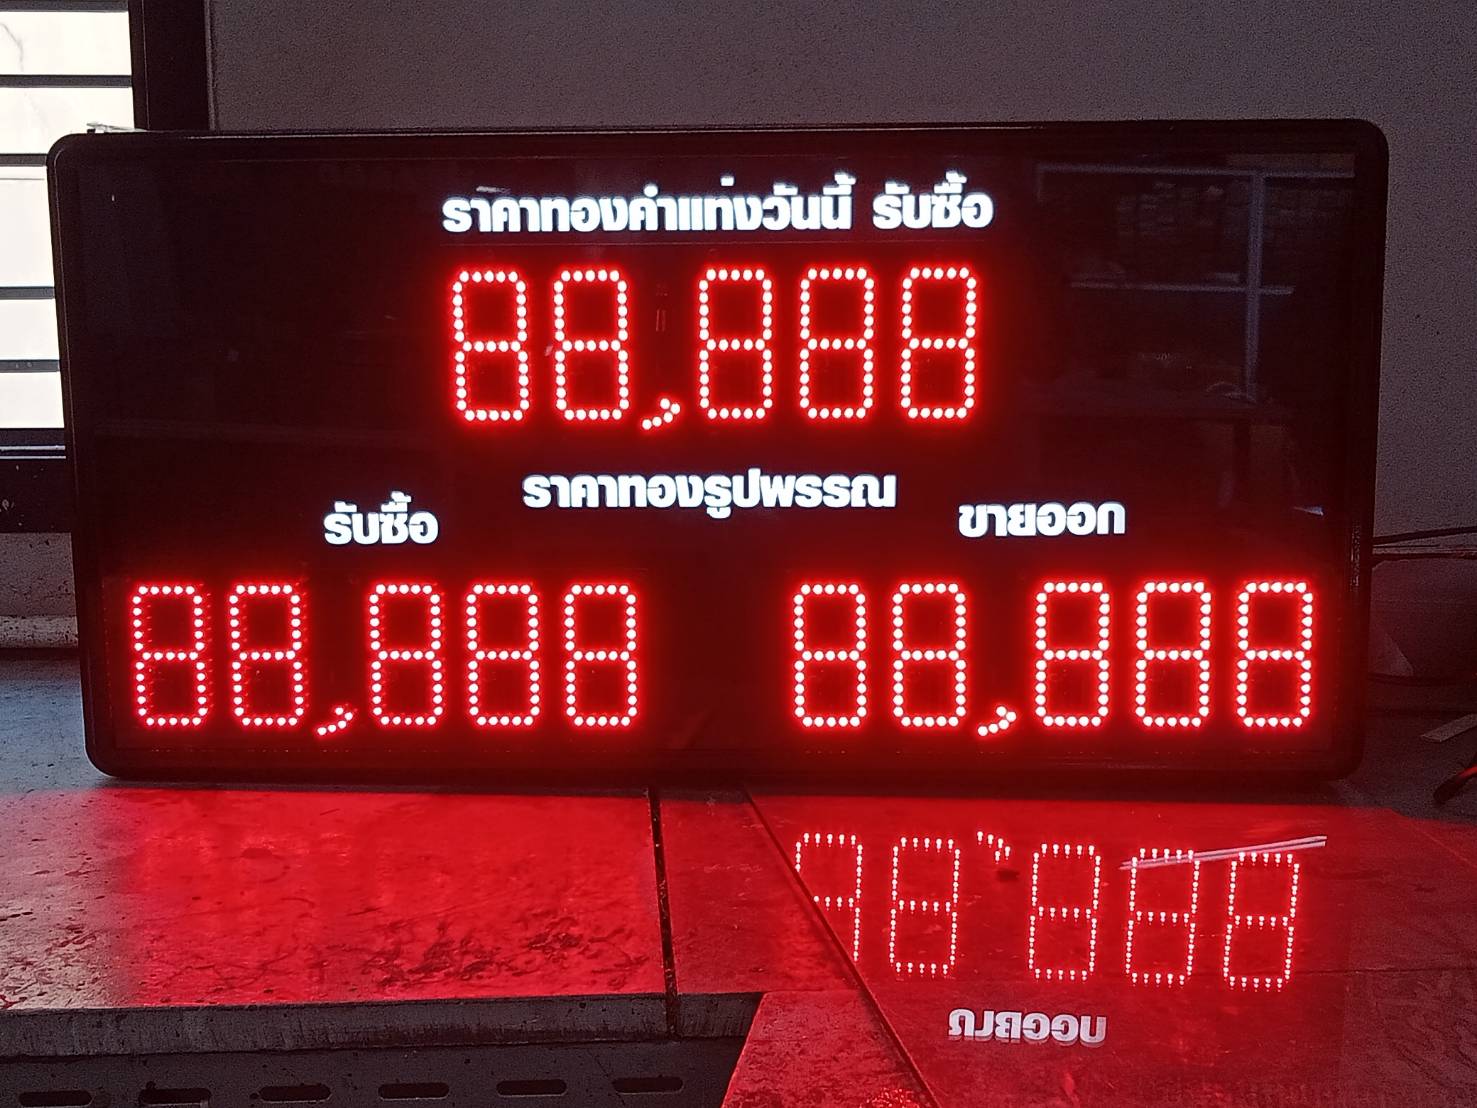 ราคาทองคำแท่งวันนี้ รับซื้อ
88,888
ราคาทองรูปพรรณ
รับซื้อ ขายออก
88,888 88,888